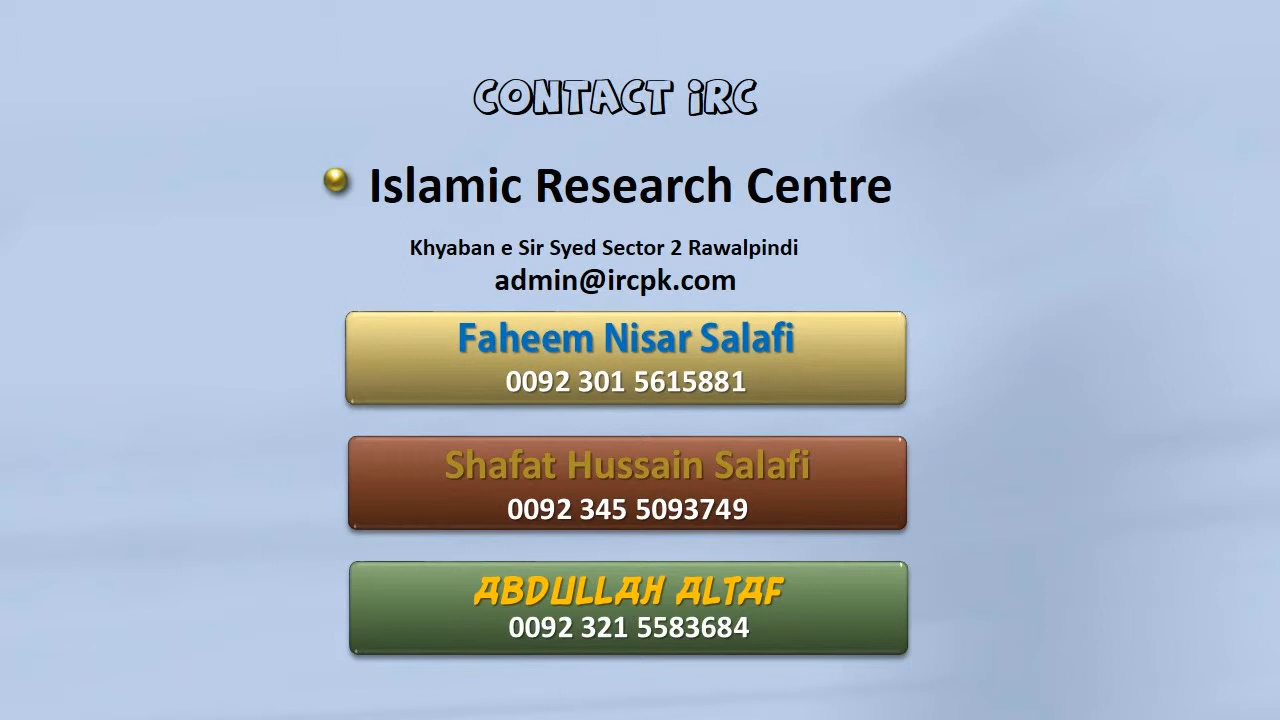 CONTACT iRC
Islamic Research Centre
Khyaban e Sir Syed Sector 2 Rawalpindi
admin@ircpk.com
Faheem Nisar Salafi
0092 301 5615881
Shafat Hussain Salafi
0092 345 5093749
ABDULLAH ALTAF
0092 321 5583684